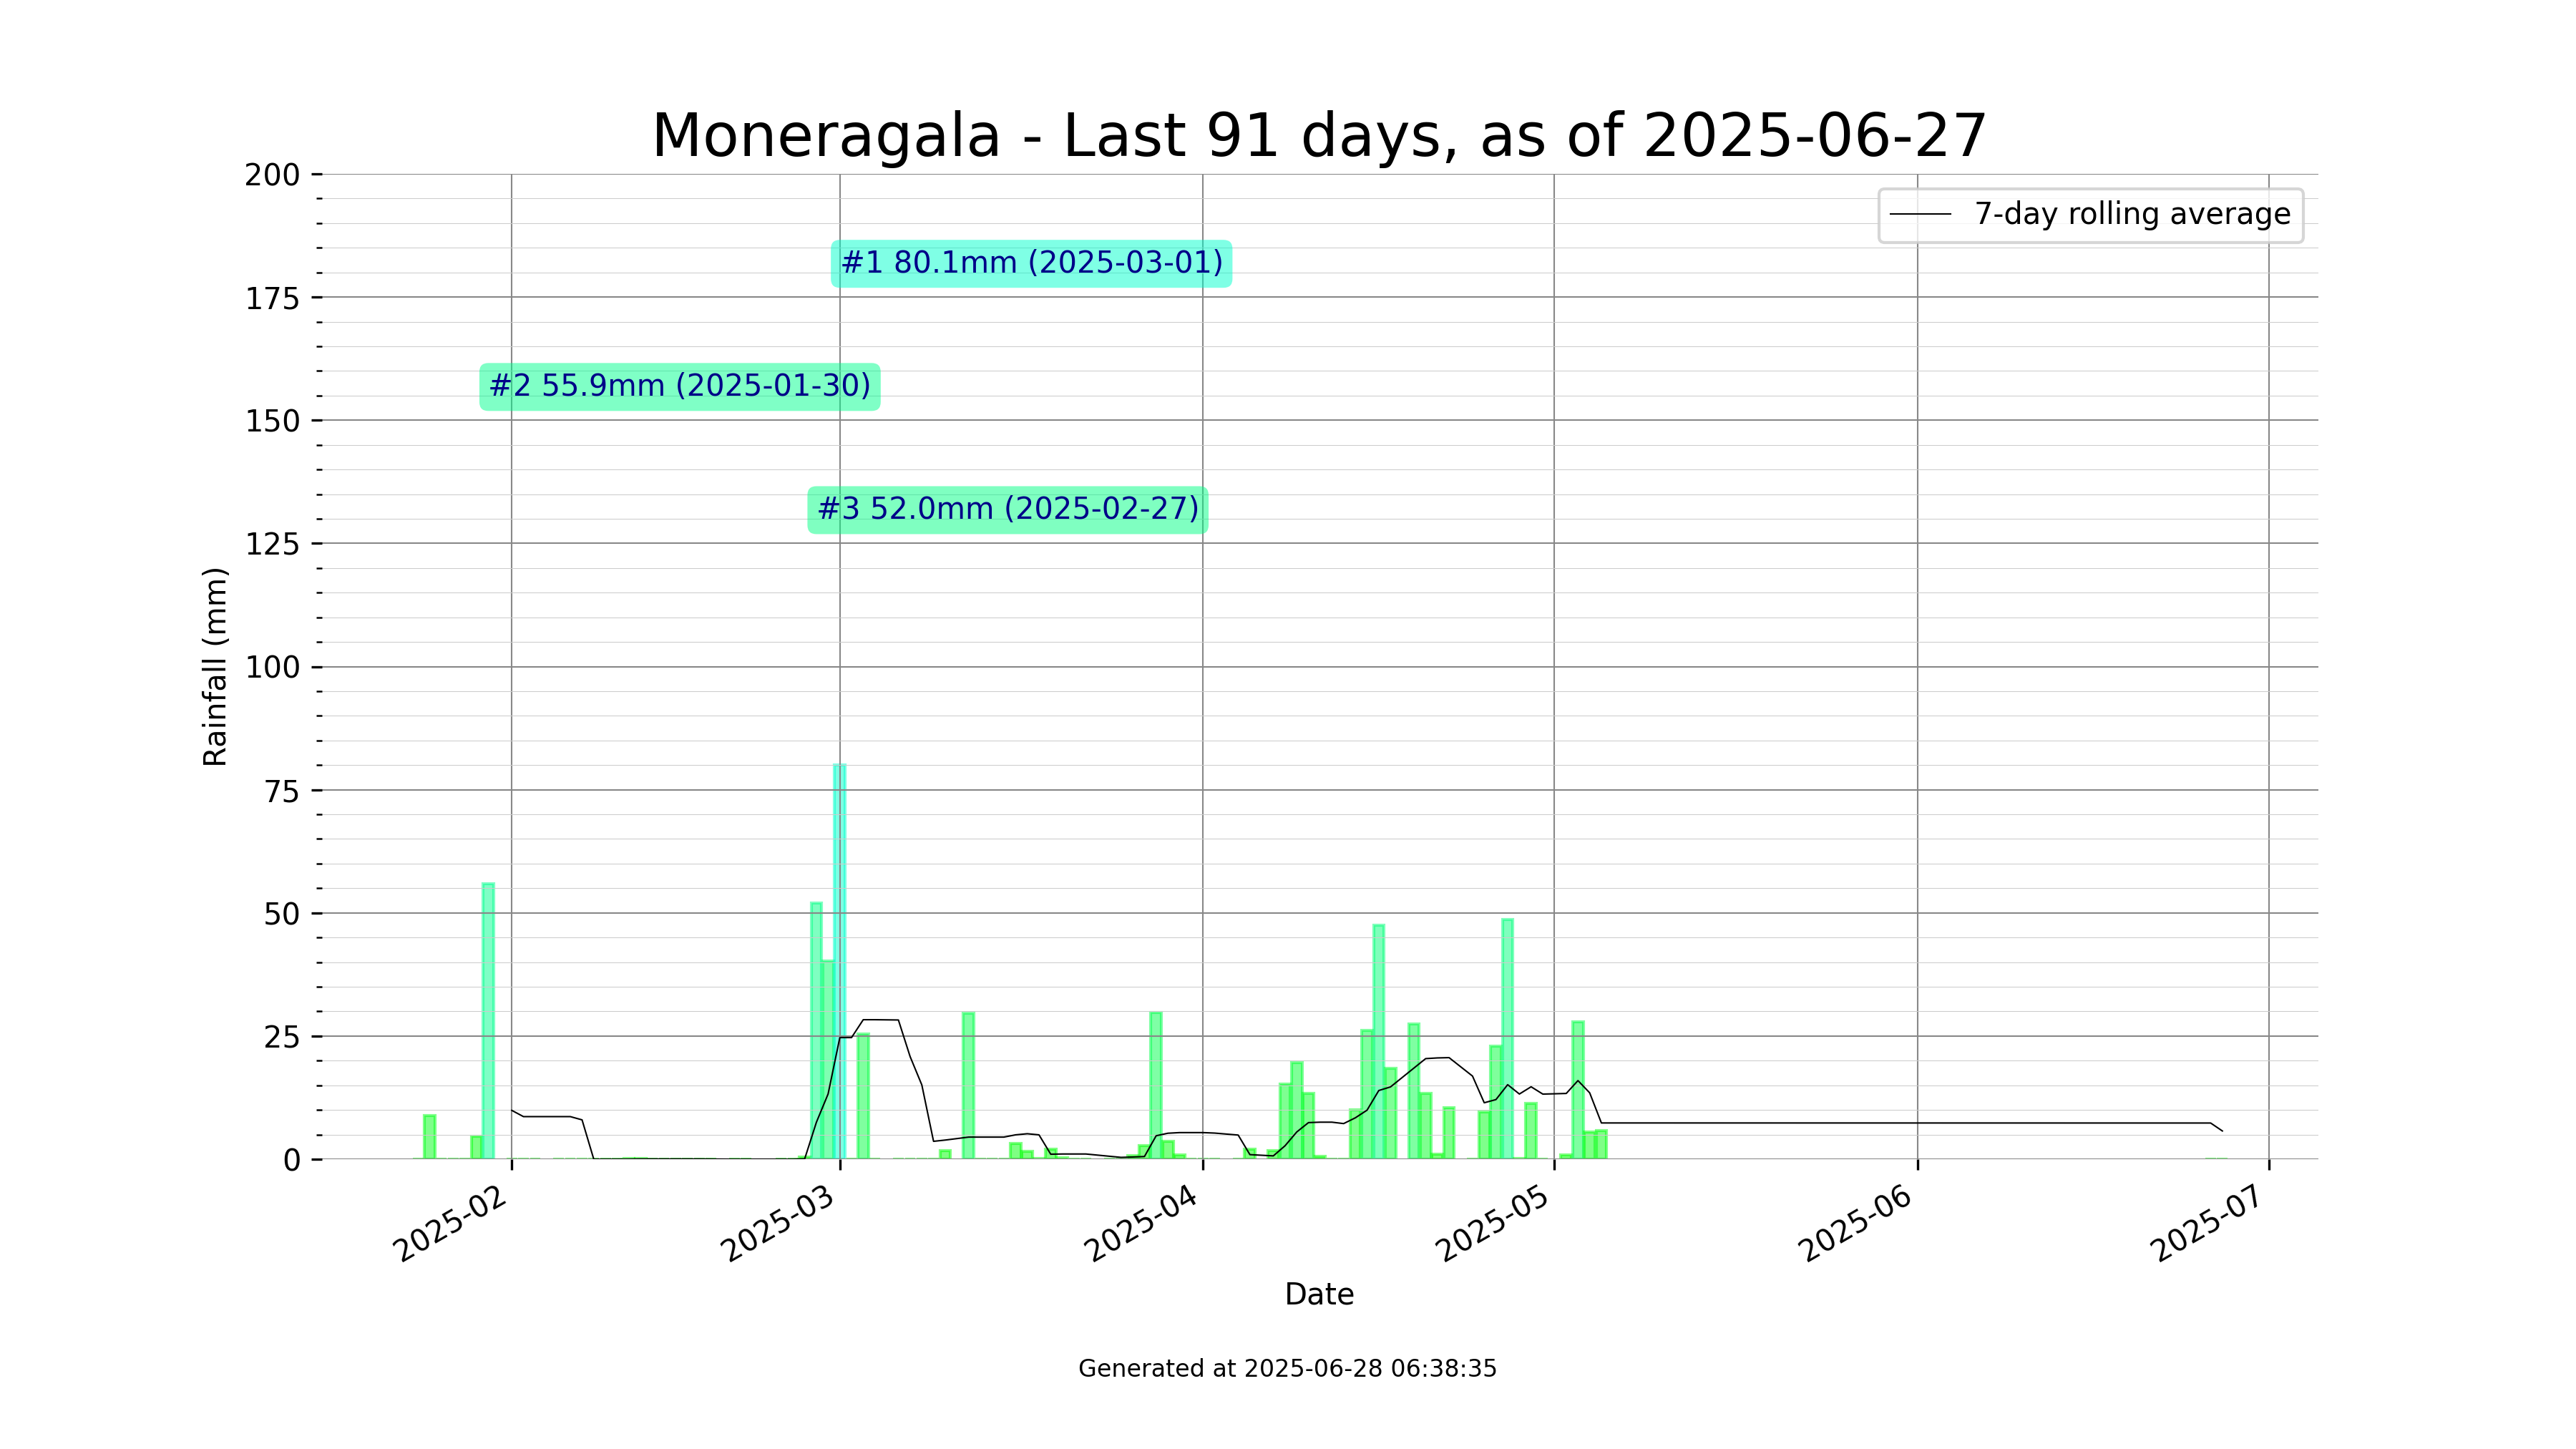 Moneragala - Last 91 days, as of 2025-06-27
200
175
150
125
100
75
50
25
0
Rainfall (mm)
7-day rolling average
#1 80.1mm (2025-03-01)
#2 55.9mm (2025-01-30)
#3 52.0mm (2025-02-27)
2025-02
2025-03
2025-04
2025-05
2025-06
2025-07
Date
Generated at 2025-06-28 06:38:35